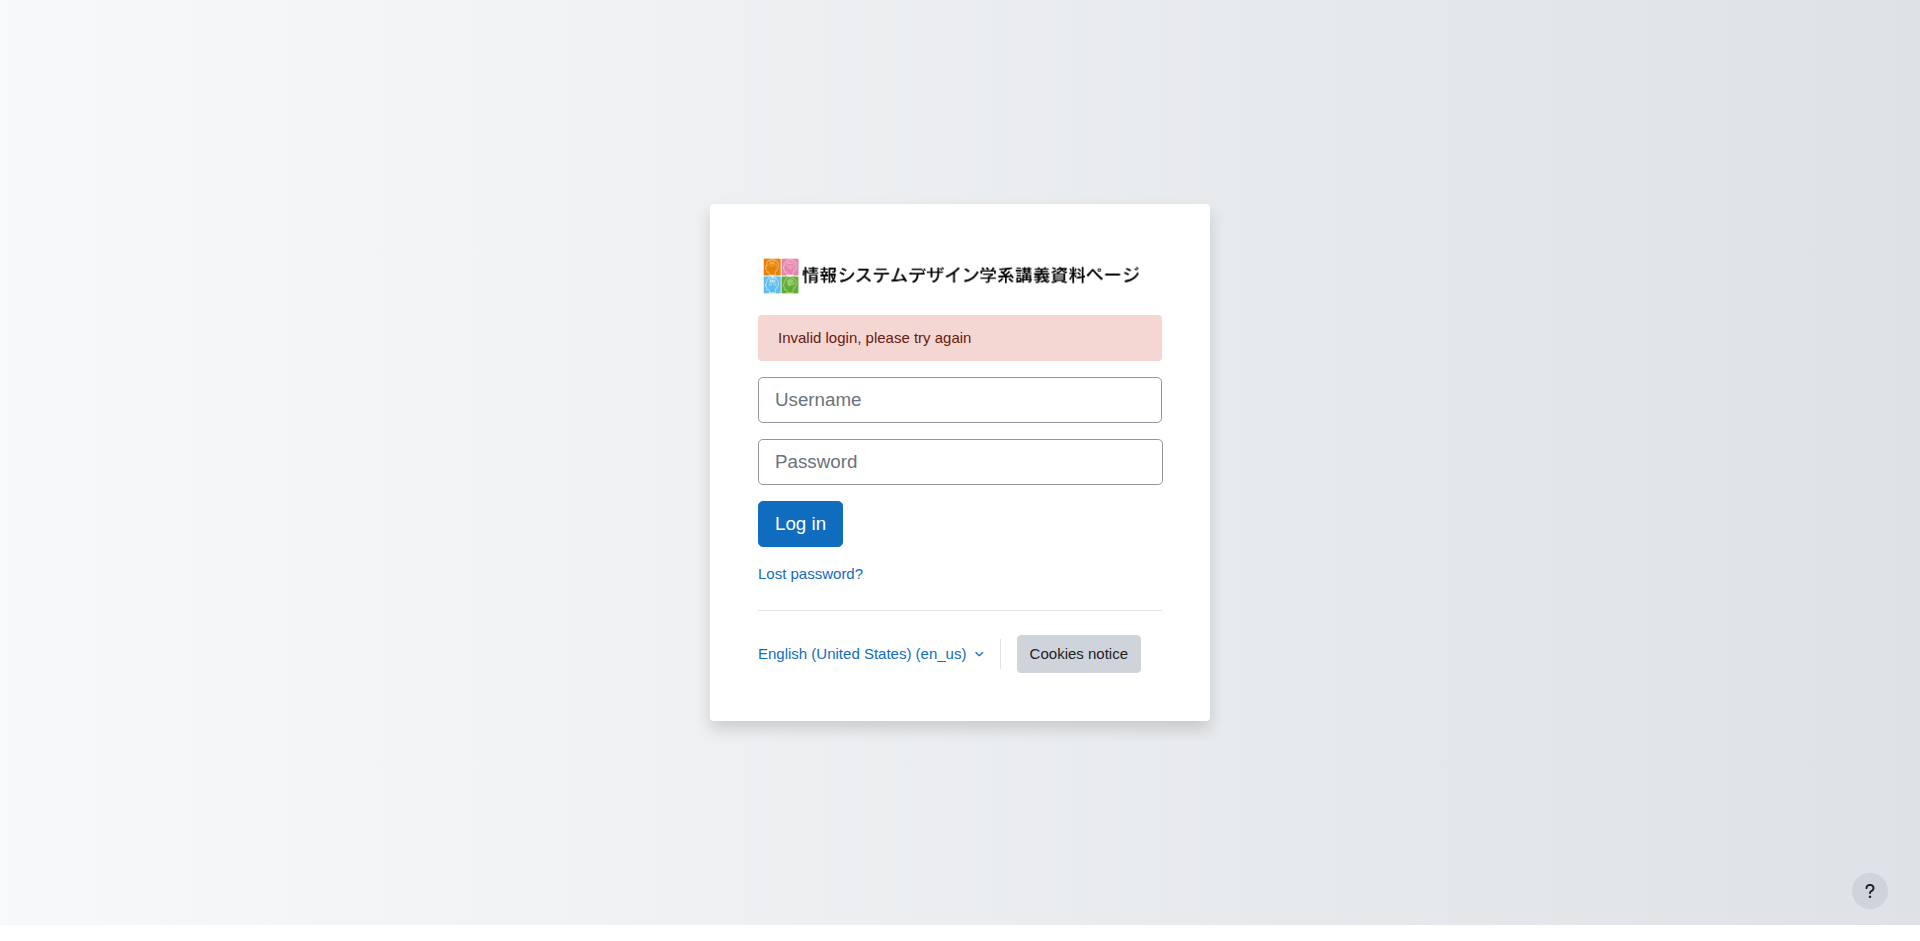 情報システムデザイン学系講義資料ページ
Invalid login, please try again
Username
Password
Log in
Lost password?
English (United States) (en_us)
Cookies notice
?